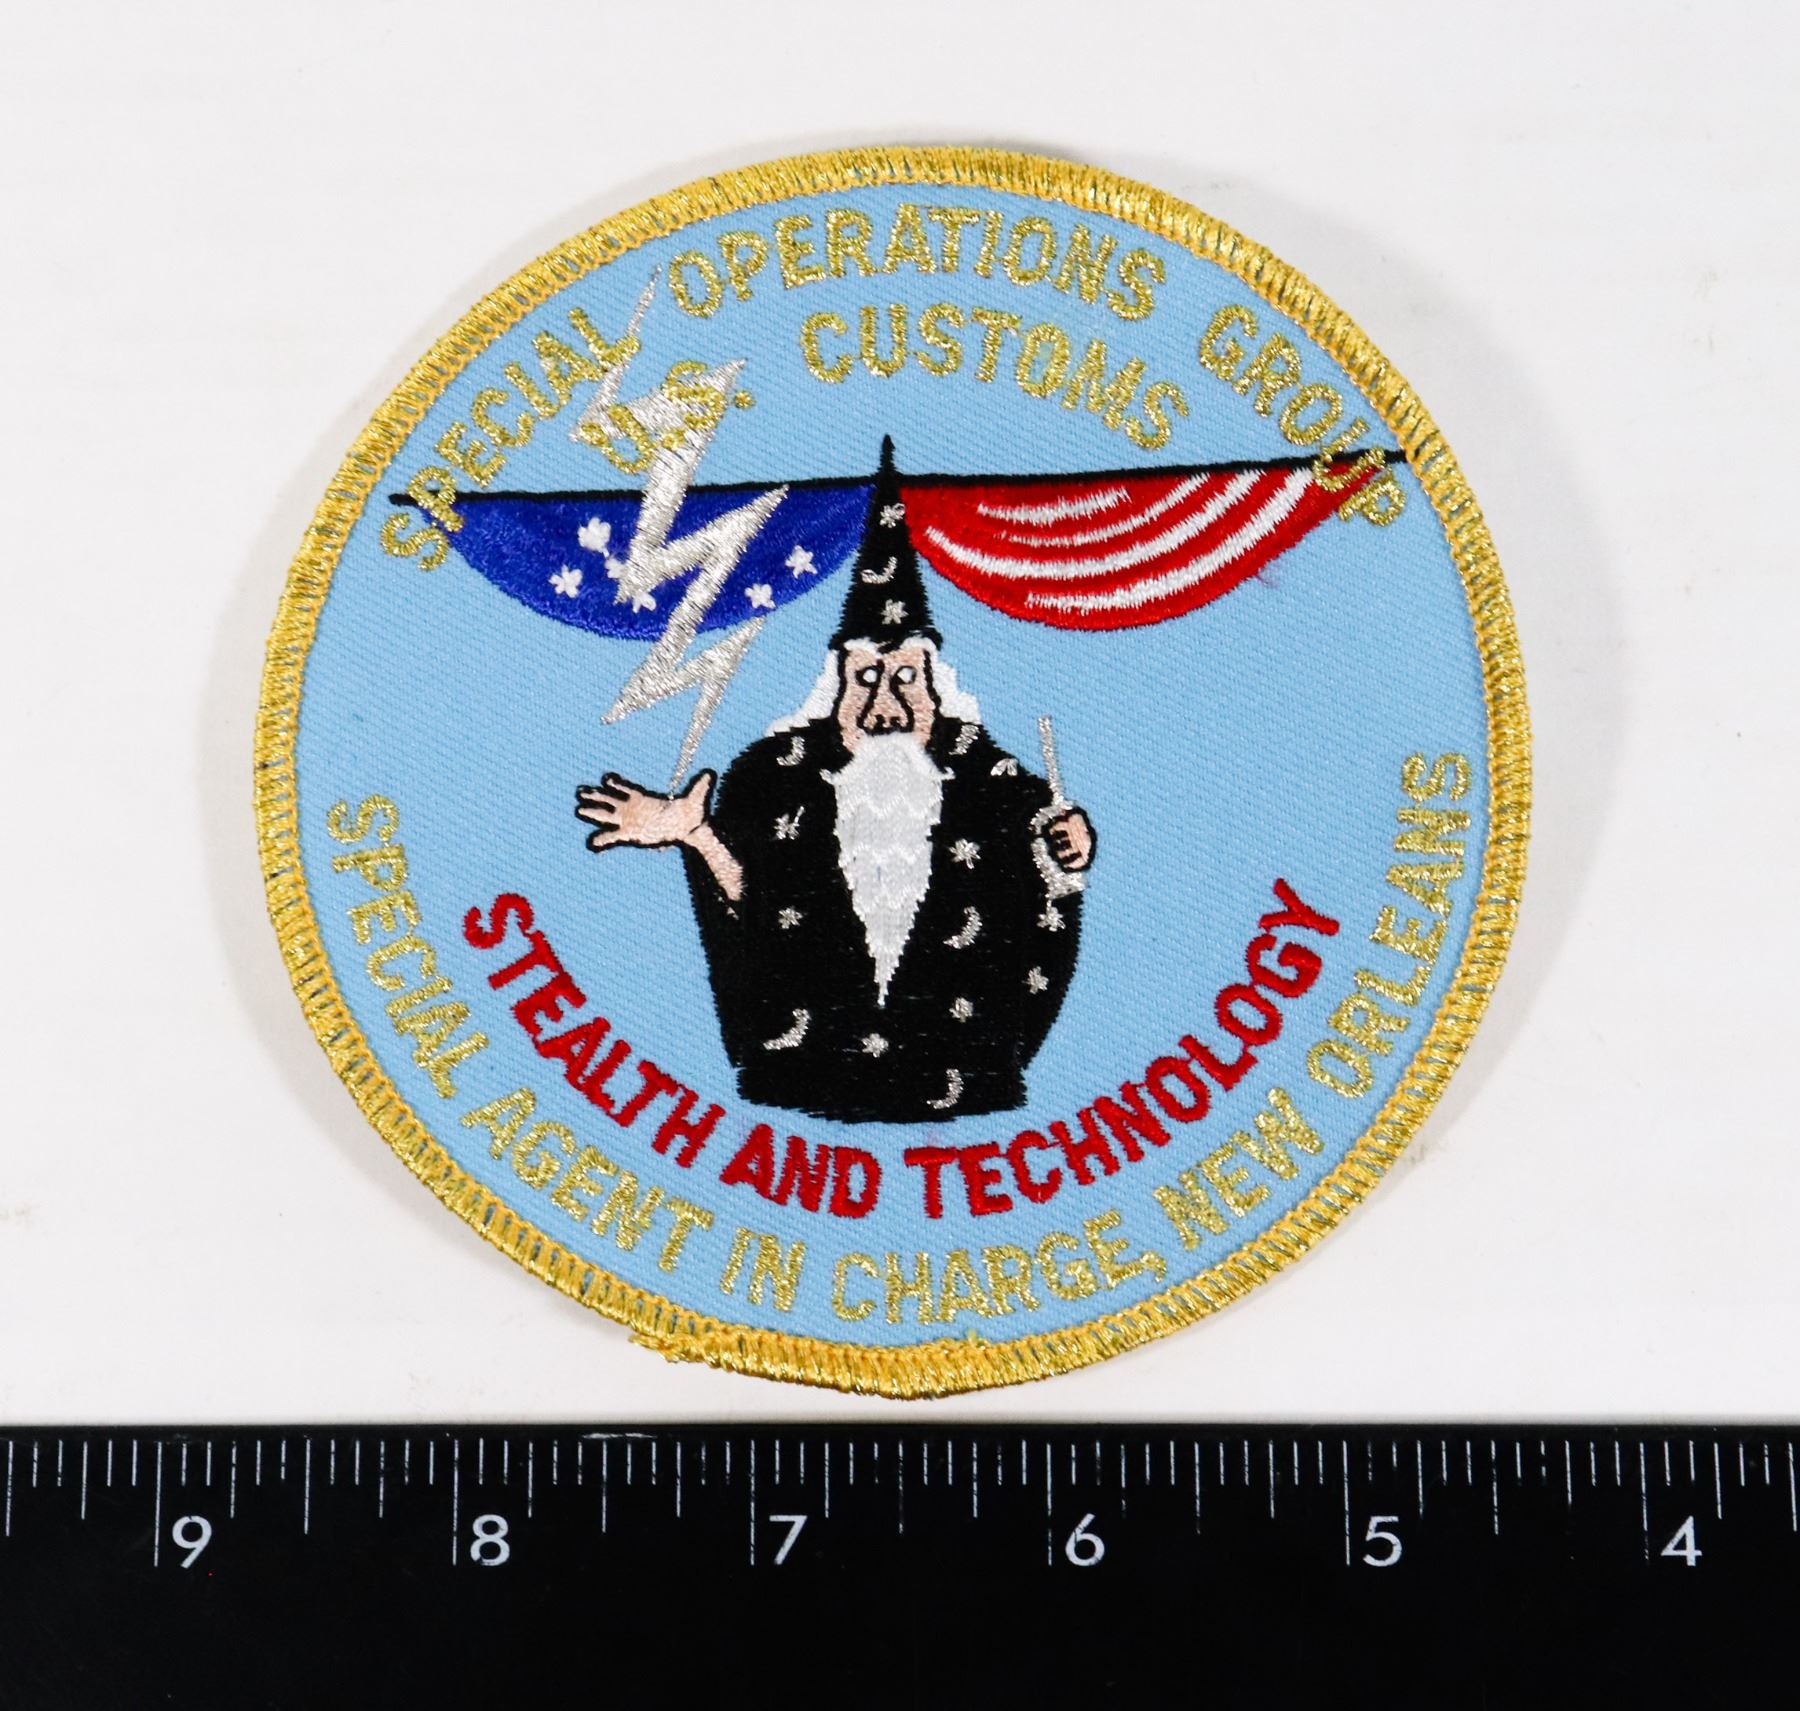 SPECIAL OPERATIONS GROUP
U.S. CUSTOMS
STEALTH AND TECHNOLOGY
SPECIAL AGENT IN CHARGE, NEW ORLEANS
9 8 7 6 5 4